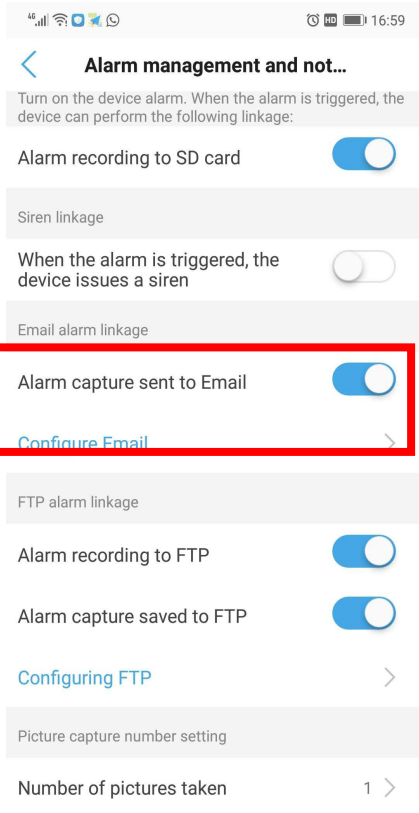 46 HD 16:59
Alarm management and not...
Turn on the device alarm. When the alarm is triggered, the
device can perform the following linkage:
Alarm recording to SD card
Siren linkage
When the alarm is triggered, the
device issues a siren
Email alarm linkage
Alarm capture sent to Email
Configure Email
FTP alarm linkage
Alarm recording to FTP
Alarm capture saved to FTP
Configuring FTP
Picture capture number setting
Number of pictures taken 1